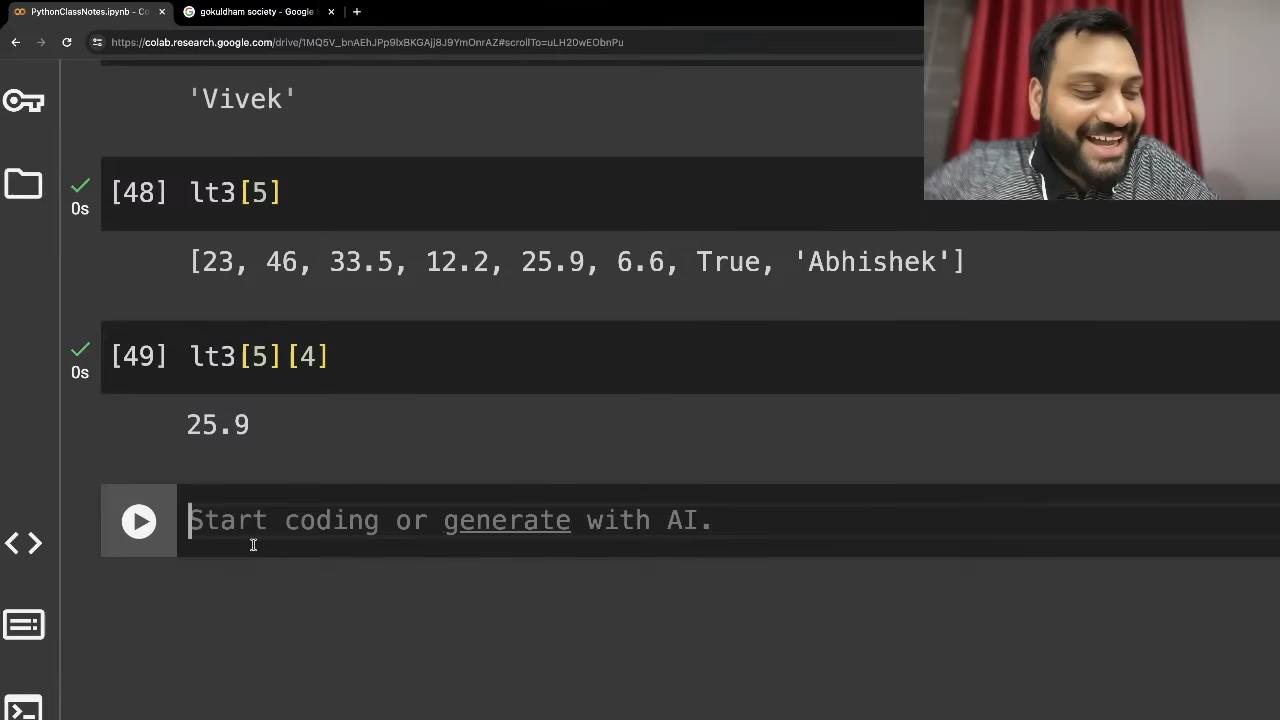 PythonClassNotes.ipynb - Co
gokuldham society - Google
https://colab.research.google.com/drive/1MQ5V_bnAEhJPp9lxBKGAjj8J9YmOnrAZ#scrollTo=uLH20wEObnPu
'Vivek'
[48] lt3[5]
0s
[23, 46, 33.5, 12.2, 25.9, 6.6, True, 'Abhishek']
[49] lt3[5][4]
0s
25.9
Start coding or generate with AI.